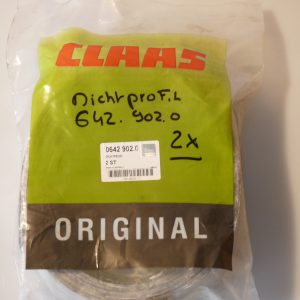 CLAAS
Dichtprofil
642.902.0
2x
0642 902.0
2 ST
ORIGINAL